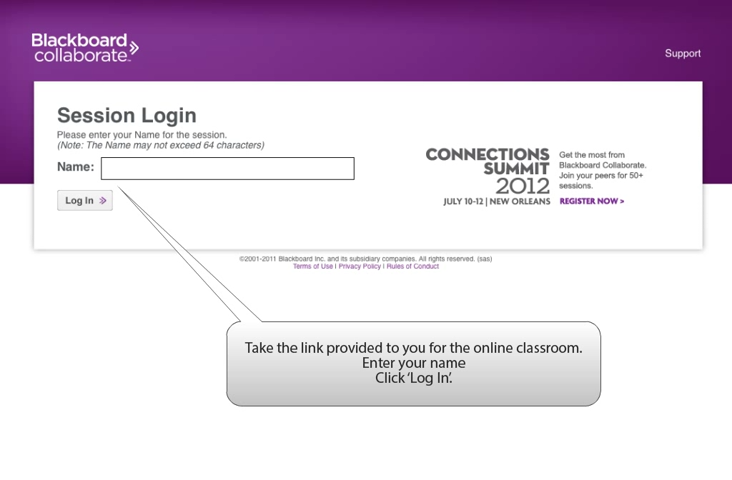 Blackboard
collaborate™
Support
Session Login
Please enter your Name for the session.
(Note: The Name may not exceed 64 characters)
Name:
Log In
CONNECTIONS
SUMMIT
2012
JULY 10-12 | NEW ORLEANS
Get the most from
Blackboard Collaborate.
Join your peers for 50+
sessions.
REGISTER NOW >
©2001-2011 Blackboard Inc. and its subsidiary companies. All rights reserved. (sas)
Terms of Use | Privacy Policy | Rules of Conduct
Take the link provided to you for the online classroom.
Enter your name
Click ‘Log In’.